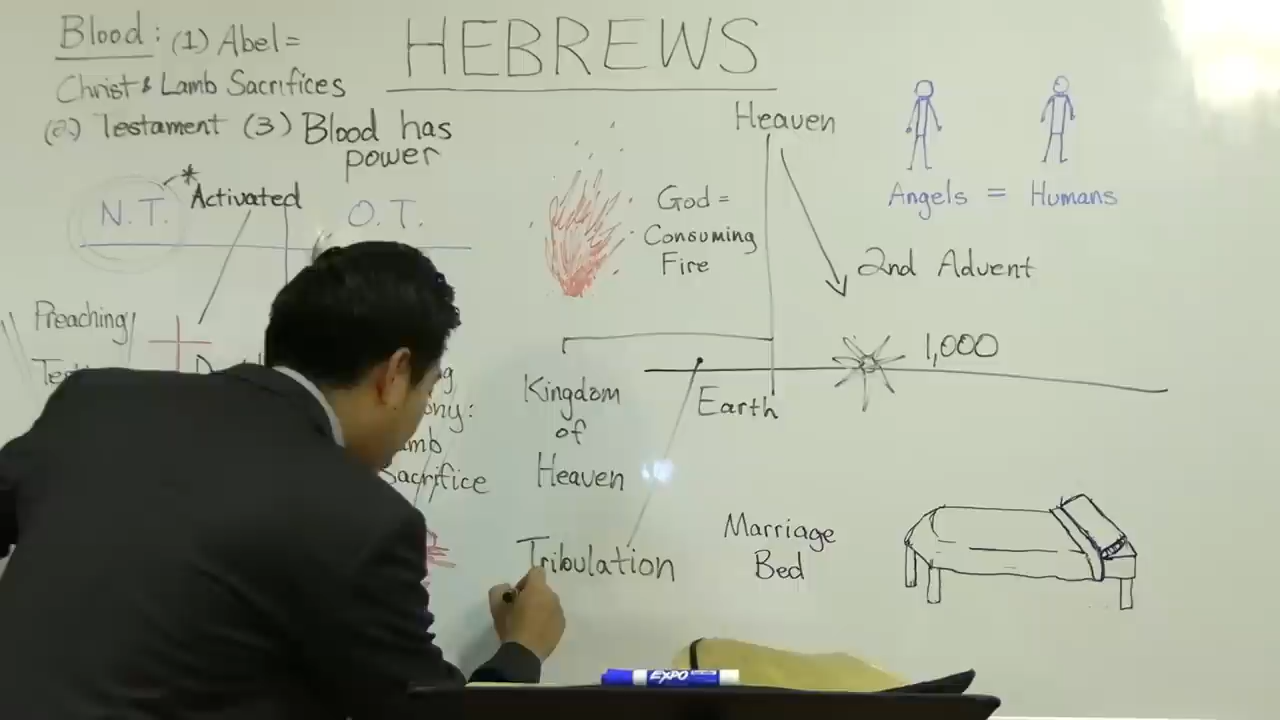 HEBREWS
Blood: (1) Abel=
Christ & Lamb Sacrifices
(2) Testament (3) Blood has
power
N.T. *Activated O.T.
Preaching
Lamb
Sacrifice
God =
Consuming
Fire
Kingdom
of
Heaven
Tribulation
Heaven
2nd Advent
1,000
Earth
Angels = Humans
Marriage
Bed
EXPO